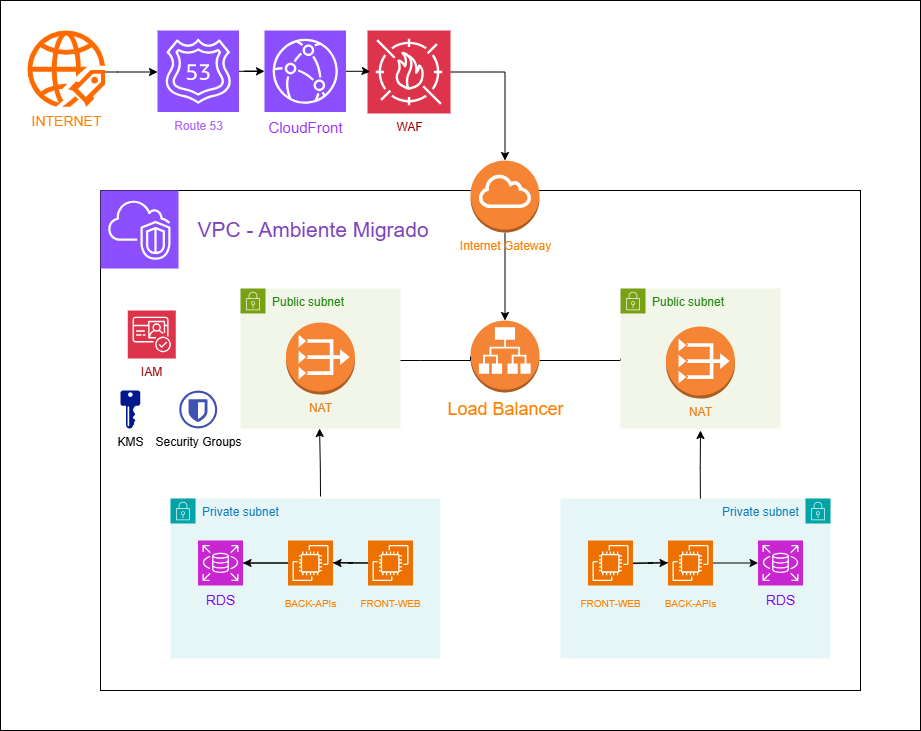 53
INTERNET
Route 53
CloudFront
WAF
VPC - Ambiente Migrado
Internet Gateway
Public subnet
Public subnet
IAM
NAT
Load Balancer
NAT
KMS
Security Groups
Private subnet
Private subnet
RDS
BACK-APIs
FRONT-WEB
FRONT-WEB
BACK-APIs
RDS